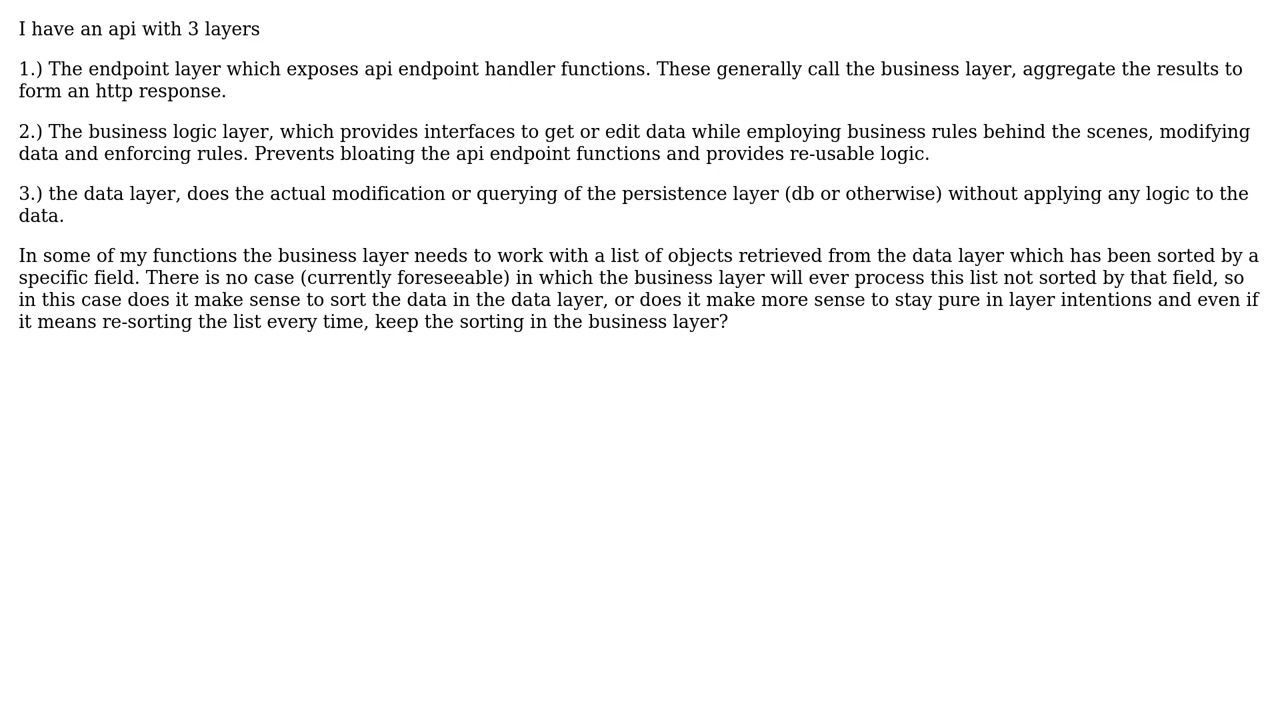 I have an api with 3 layers
1.) The endpoint layer which exposes api endpoint handler functions. These generally call the business layer, aggregate the results to
form an http response.
2.) The business logic layer, which provides interfaces to get or edit data while employing business rules behind the scenes, modifying
data and enforcing rules. Prevents bloating the api endpoint functions and provides re-usable logic.
3.) the data layer, does the actual modification or querying of the persistence layer (db or otherwise) without applying any logic to the
data.
In some of my functions the business layer needs to work with a list of objects retrieved from the data layer which has been sorted by a
specific field. There is no case (currently foreseeable) in which the business layer will ever process this list not sorted by that field, so
in this case does it make sense to sort the data in the data layer, or does it make more sense to stay pure in layer intentions and even if
it means re-sorting the list every time, keep the sorting in the business layer?